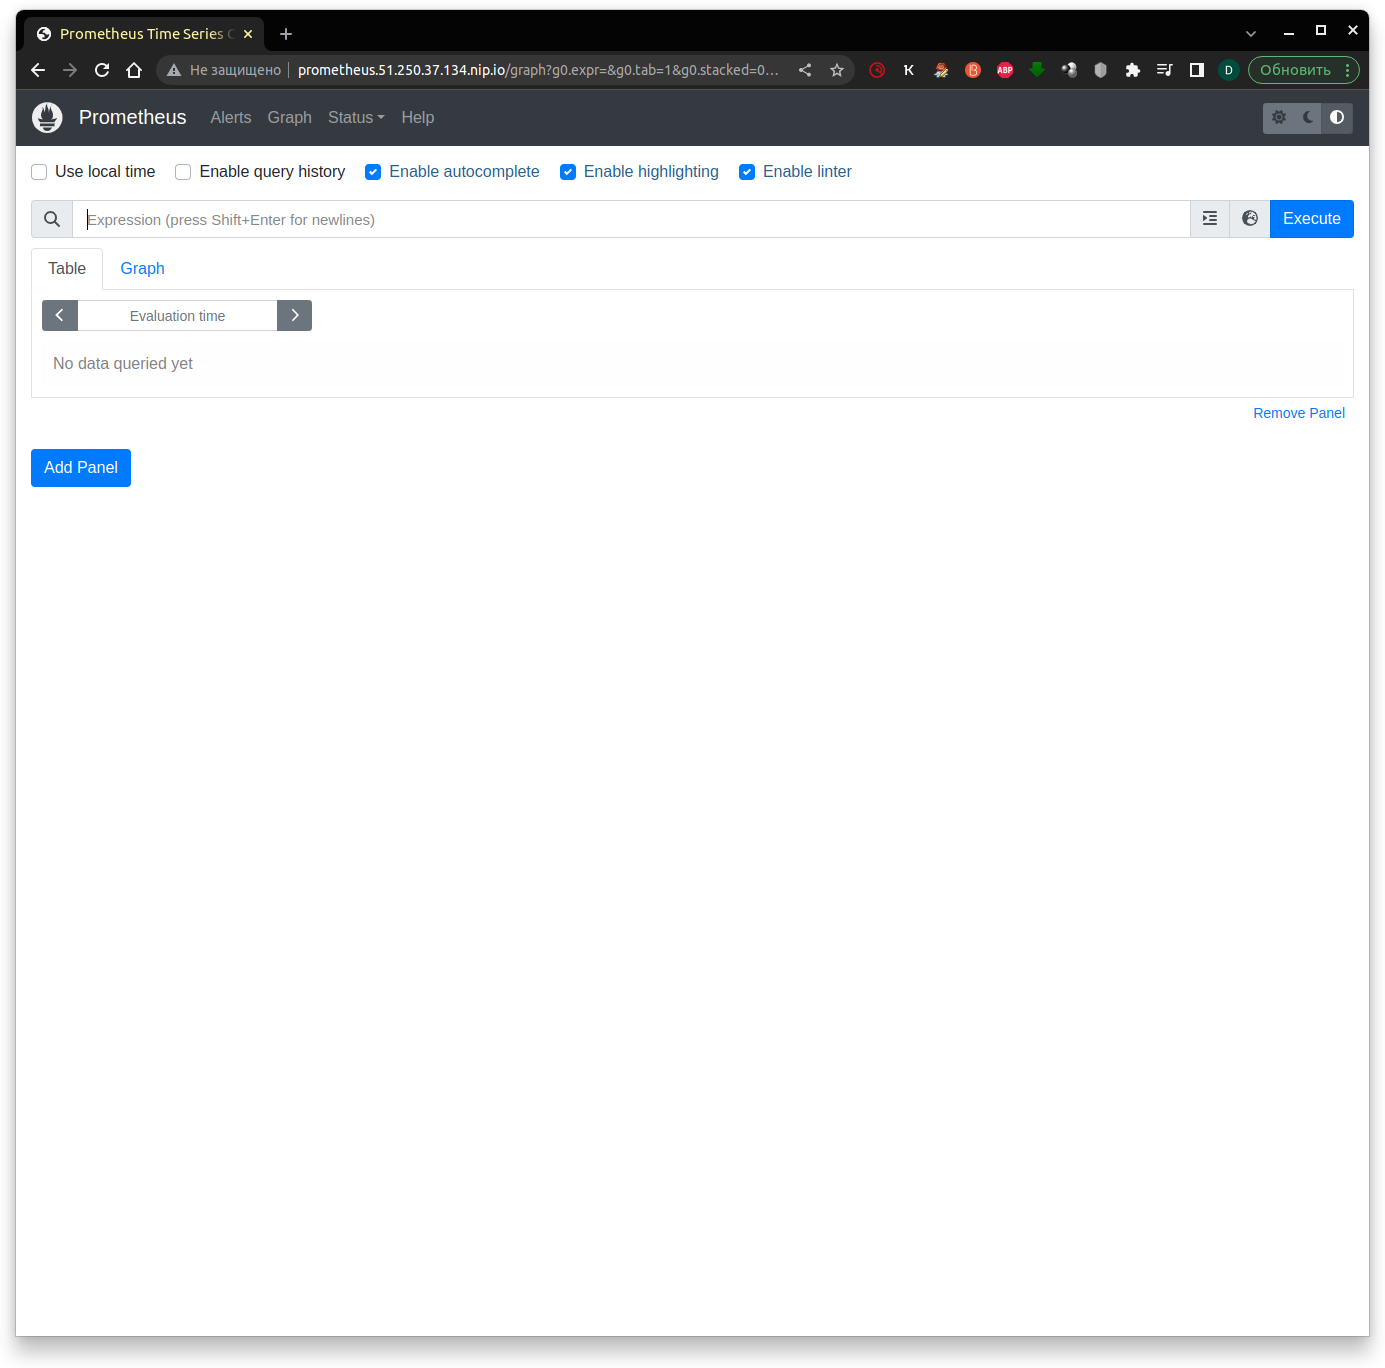 Prometheus Time Series C
Не защищено prometheus.51.250.37.134.nip.io/graph?g0.expr=&g0.tab=1&g0.stacked=0... K B ABP D Обновить
Prometheus Alerts Graph Status Help
Use local time Enable query history Enable autocomplete Enable highlighting Enable linter
Expression (press Shift+Enter for newlines) Execute
Table Graph
Evaluation time
No data queried yet
Remove Panel
Add Panel